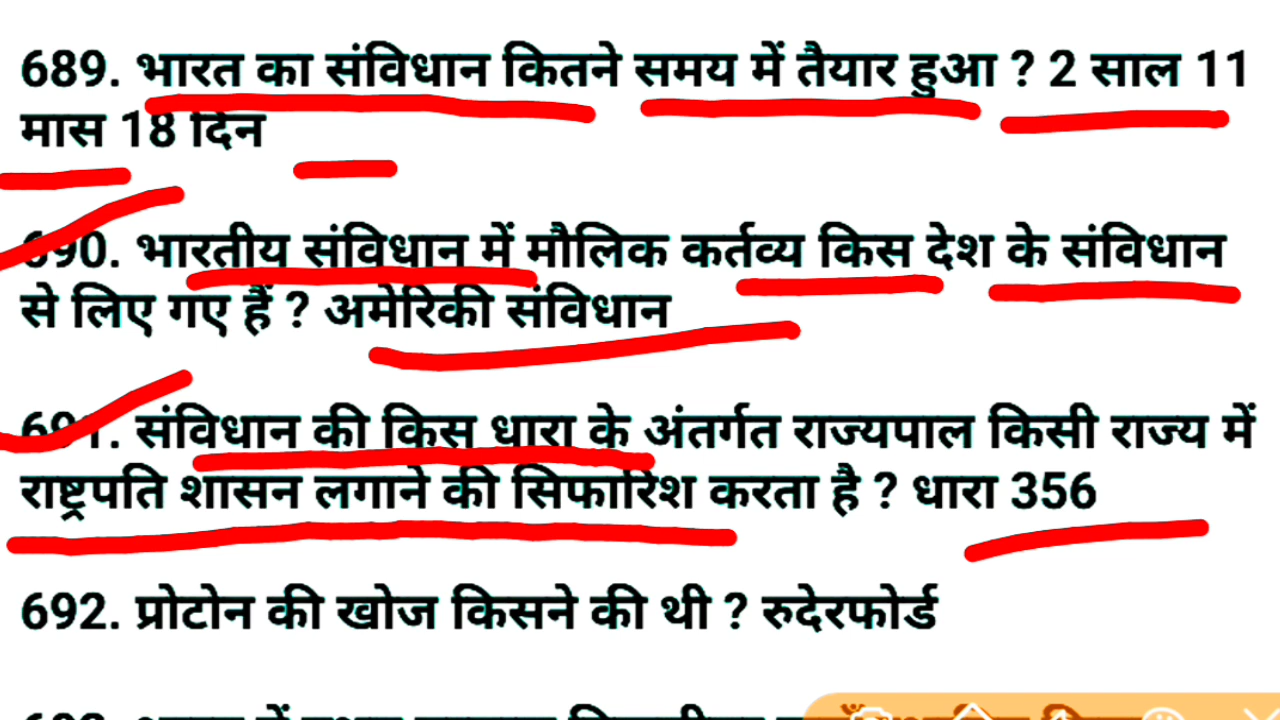 689. भारत का संविधान कितने समय में तैयार हुआ ? 2 साल 11
मास 18 दिन
690. भारतीय संविधान में मौलिक कर्तव्य किस देश के संविधान
से लिए गए हैं ? अमेरिकी संविधान
691. संविधान की किस धारा के अंतर्गत राज्यपाल किसी राज्य में
राष्ट्रपति शासन लगाने की सिफारिश करता है ? धारा 356
692. प्रोटोन की खोज किसने की थी ? रुदेरफोर्ड